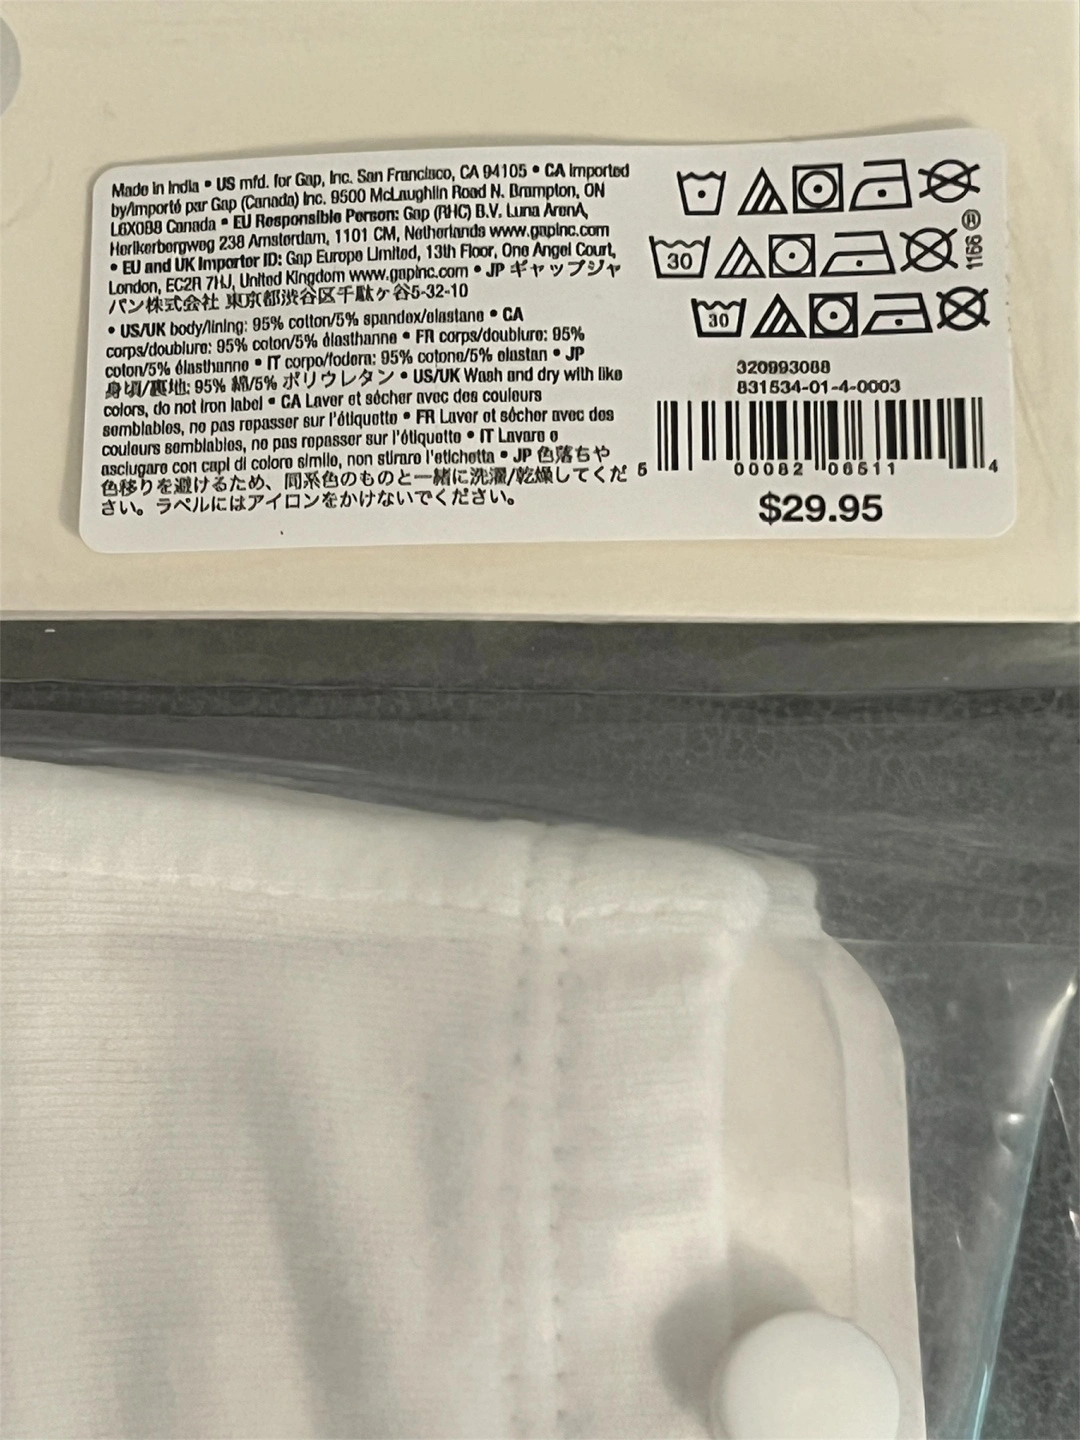 Made in India • US mfd. for Gap, Inc. San Francisco, CA 94105 • CA Imported
by/importé par Gap (Canada) Inc. 9500 McLaughlin Road N. Brampton, ON
L6X0B8 Canada • EU Responsible Person: Gap (RHC) B.V. Luna ArenA,
Herikerbergweg 238 Amsterdam, 1101 CM, Netherlands www.gapinc.com
• EU and UK Importer ID: Gap Europe Limited, 13th Floor, One Angel Court,
London, EC2R 7HJ, United Kingdom www.gapinc.com • JP ギャップジャ
パン株式会社 東京都渋谷区千駄ヶ谷5-32-10
• US/UK body/lining: 95% cotton/5% spandex/elastane • CA
corps/doublure: 95% coton/5% élasthanne • FR corps/doublure: 95%
coton/5% élasthanne • IT corpo/fodera: 95% cotone/5% elastan • JP
身頃/裏地: 95% 綿/5% ポリウレタン • US/UK Wash and dry with like
colors, do not iron label • CA Laver et sécher avec des couleurs
semblables, ne pas repasser sur l'étiquette • FR Laver et sécher avec des
couleurs semblables, ne pas repasser sur l'étiquette • IT Lavare e
asciugare con capi di colore simile, non stirare l'etichetta • JP 色落ちや
色移りを避けるため、同系色のものと一緒に洗濯/乾燥してくだ
さい。ラベルにはアイロンをかけないでください。
30
30
1166®
320993088
831534-01-4-0003
5 00082 06511 4
$29.95